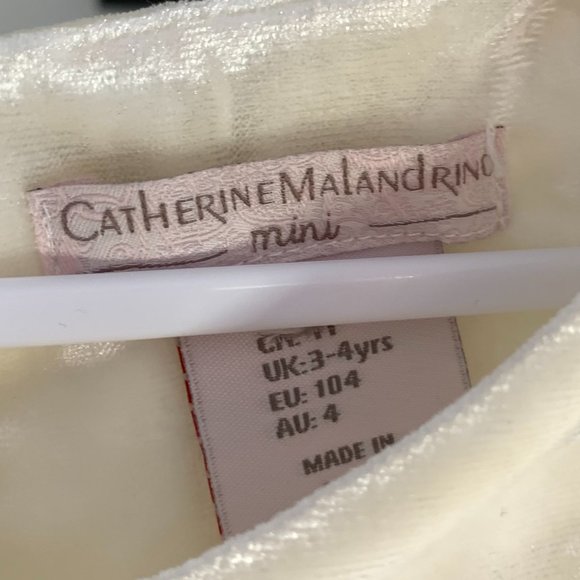 CATHERINE MALANDRINO
mini
UK:3-4yrs
EU: 104
AU: 4
MADE IN